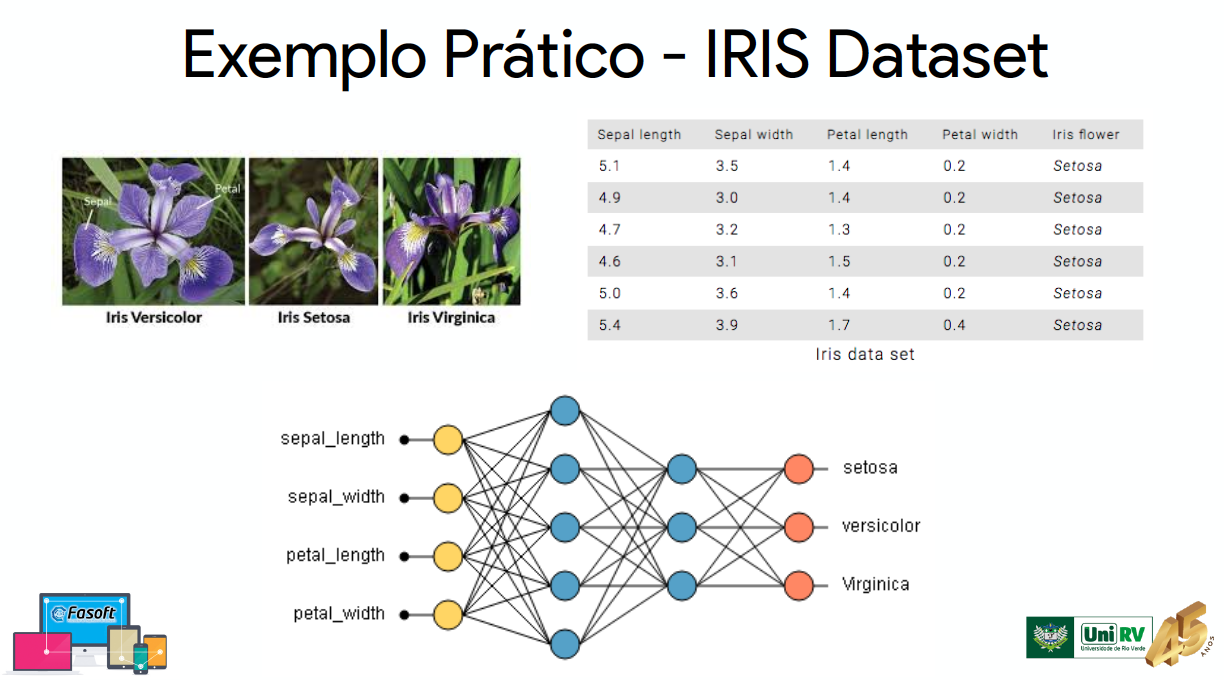 Exemplo Prático - IRIS Dataset
Sepal
Petal
Iris Versicolor
Iris Setosa
Iris Virginica
Sepal length Sepal width Petal length Petal width Iris flower
5.1 3.5 1.4 0.2 Setosa
4.9 3.0 1.4 0.2 Setosa
4.7 3.2 1.3 0.2 Setosa
4.6 3.1 1.5 0.2 Setosa
5.0 3.6 1.4 0.2 Setosa
5.4 3.9 1.7 0.4 Setosa
Iris data set
sepal_length
sepal_width
petal_length
petal_width
setosa
versicolor
Virginica
Fasoft
Uni RV
Universidade de Rio Verde
45
ANOS